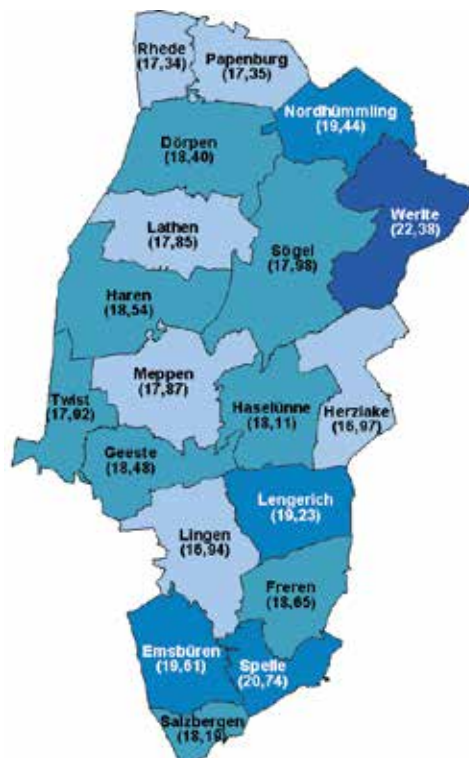 Rhede
(17,34)
Papenburg
(17,35)
Nordhümmling
(19,44)
Dörpen
(18,40)
Werlte
(22,38)
Lathen
(17,85)
Sögel
(17,98)
Haren
(18,54)
Meppen
(17,87)
Twist
(17,92)
Haselünne
(18,11)
Herzlake
(16,97)
Geeste
(18,48)
Lengerich
(19,23)
Lingen
(16,94)
Freren
(18,65)
Emsbüren
(19,61)
Spelle
(20,74)
Salzbergen
(18,19)